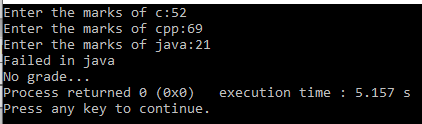 Enter the marks of c:52
Enter the marks of cpp:69
Enter the marks of java:21
Failed in java
No grade...
Process returned 0 (0x0)   execution time : 5.157 s
Press any key to continue.